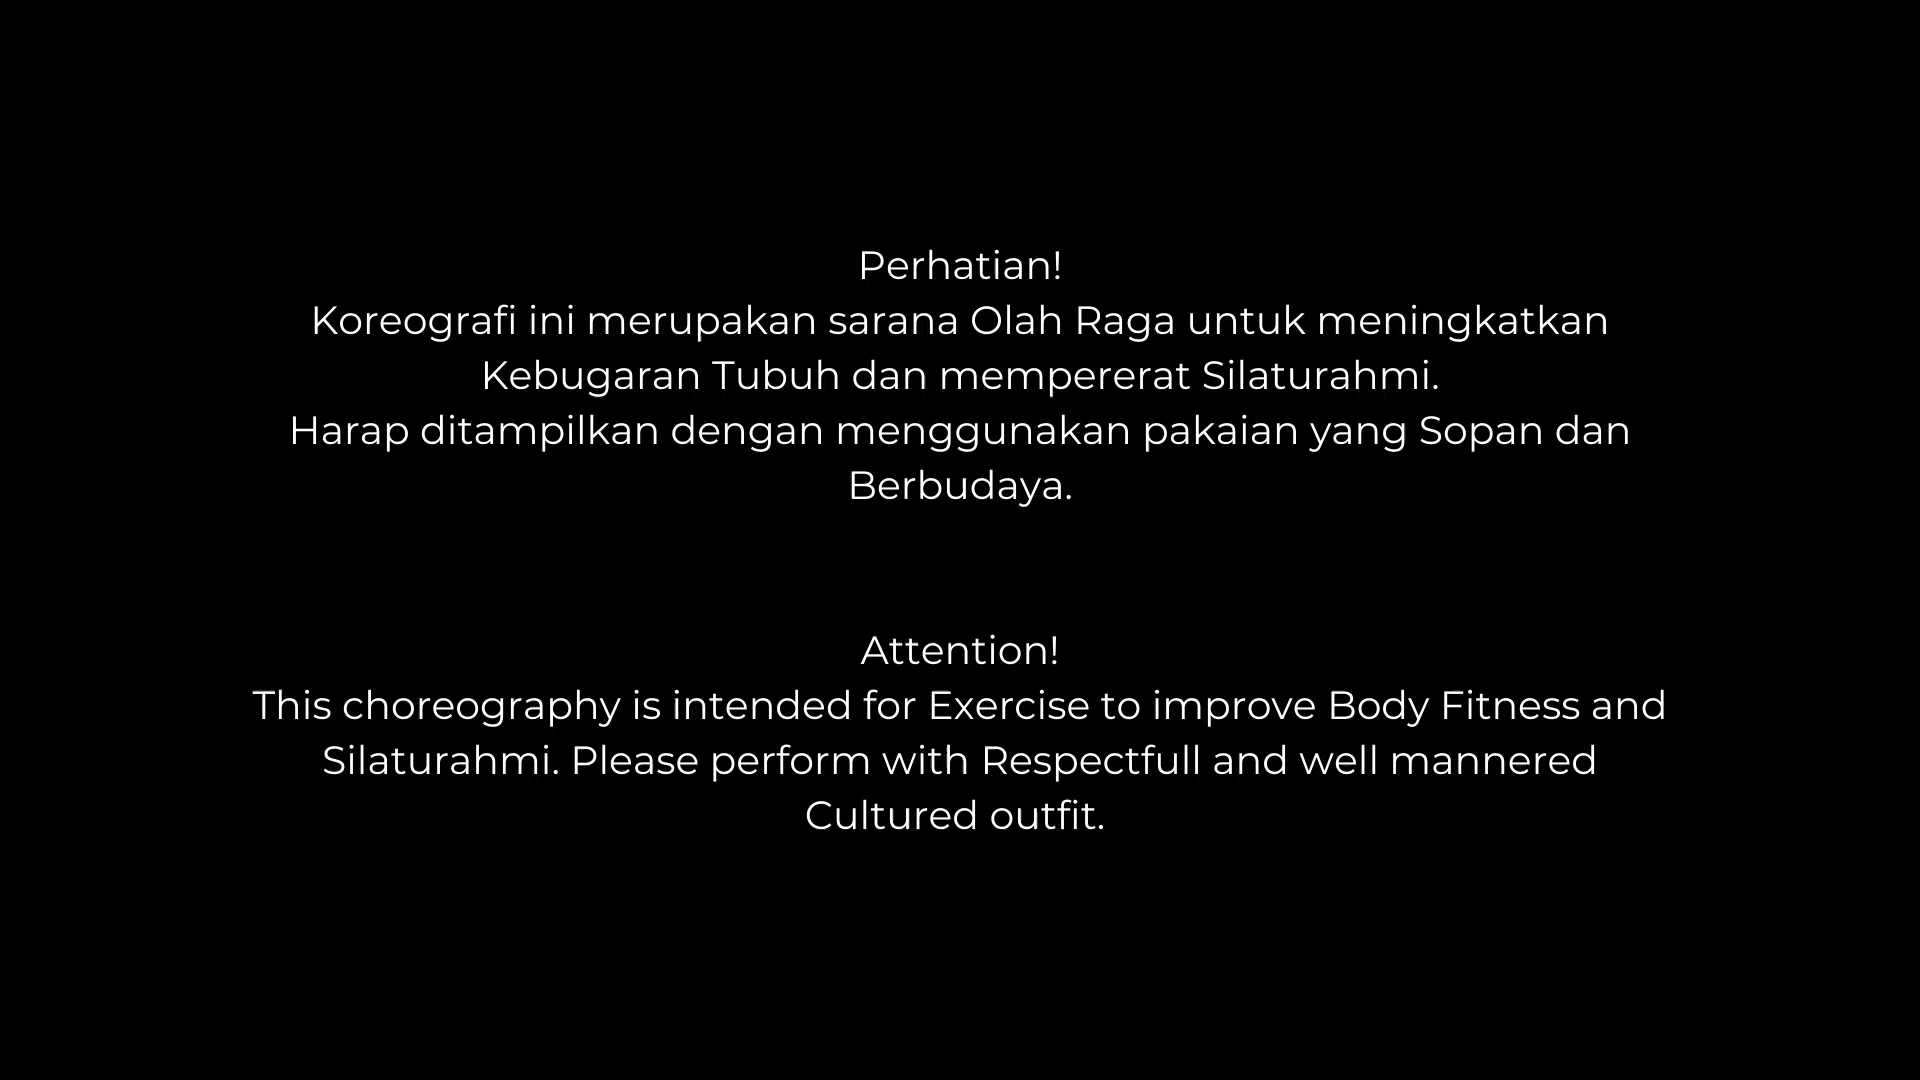 Perhatian!
Koreografi ini merupakan sarana Olah Raga untuk meningkatkan
Kebugaran Tubuh dan mempererat Silaturahmi.
Harap ditampilkan dengan menggunakan pakaian yang Sopan dan
Berbudaya.
Attention!
This choreography is intended for Exercise to improve Body Fitness and
Silaturahmi. Please perform with Respectfull and well mannered
Cultured outfit.